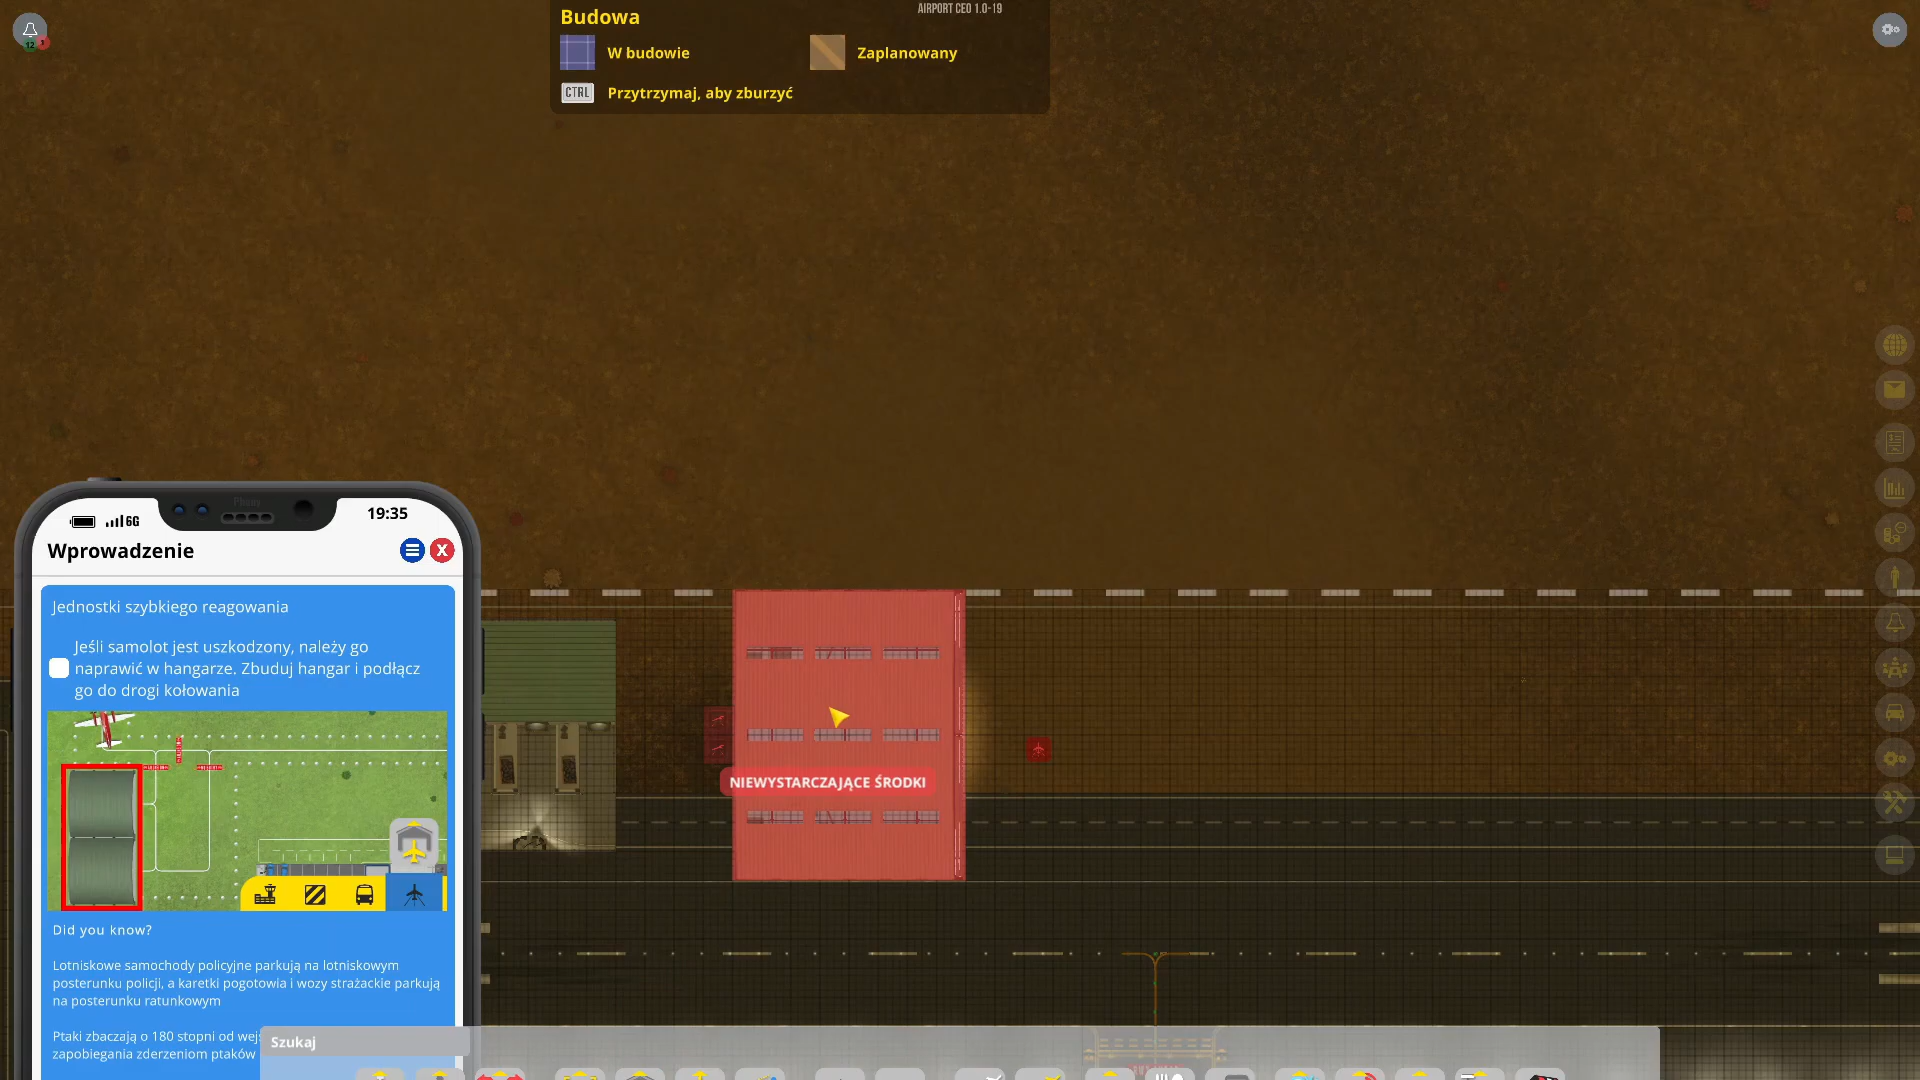 AIRPORT CEO 1.0-19
Budowa
W budowie
Zaplanowany
CTRL
Przytrzymaj, aby zburzyć
12
1
6G
19:35
Wprowadzenie
Jednostki szybkiego reagowania
Jeśli samolot jest uszkodzony, należy go
naprawić w hangarze. Zbuduj hangar i podłącz
go do drogi kołowania
NIEWYSTARCZAJĄCE ŚRODKI
Did you know?
Lotniskowe samochody policyjne parkują na lotniskowym
posterunku policji, a karetki pogotowia i wozy strażackie parkują
na posterunku ratunkowym
Ptaki zbaczają o 180 stopni od
zapobiegania zderzeniom ptaków
Szukaj